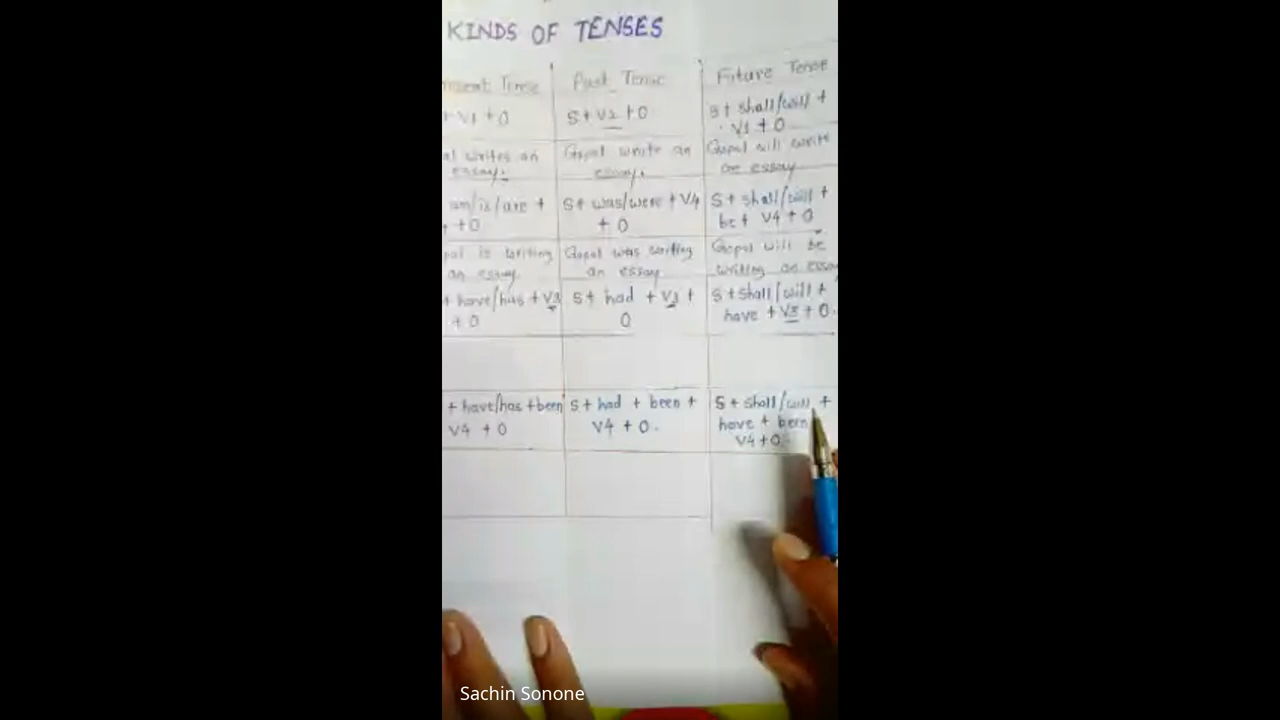 KINDS OF TENSES
Tense
Past Tense
Future Tense
+ V1 + O
S + V2 + O
S + shall/will +
V1 + O
writes an
essay.
Gopal wrote an
essay.
Gopal will write
an essay
am/is/are +
+ O
S + was/were + V4
+ O
S + shall/will +
be + V4 + O
is writing
an essay.
Gopal was writing
an essay
Gopal will be
writing an essay
+ have/has + V3
+ O
S + had + V3 +
O
S + shall/will +
have + V3 + O.
+ have/has + been
V4 + O
S + had + been +
V4 + O.
S + shall/will +
have + been
V4 + O.
Sachin Sonone